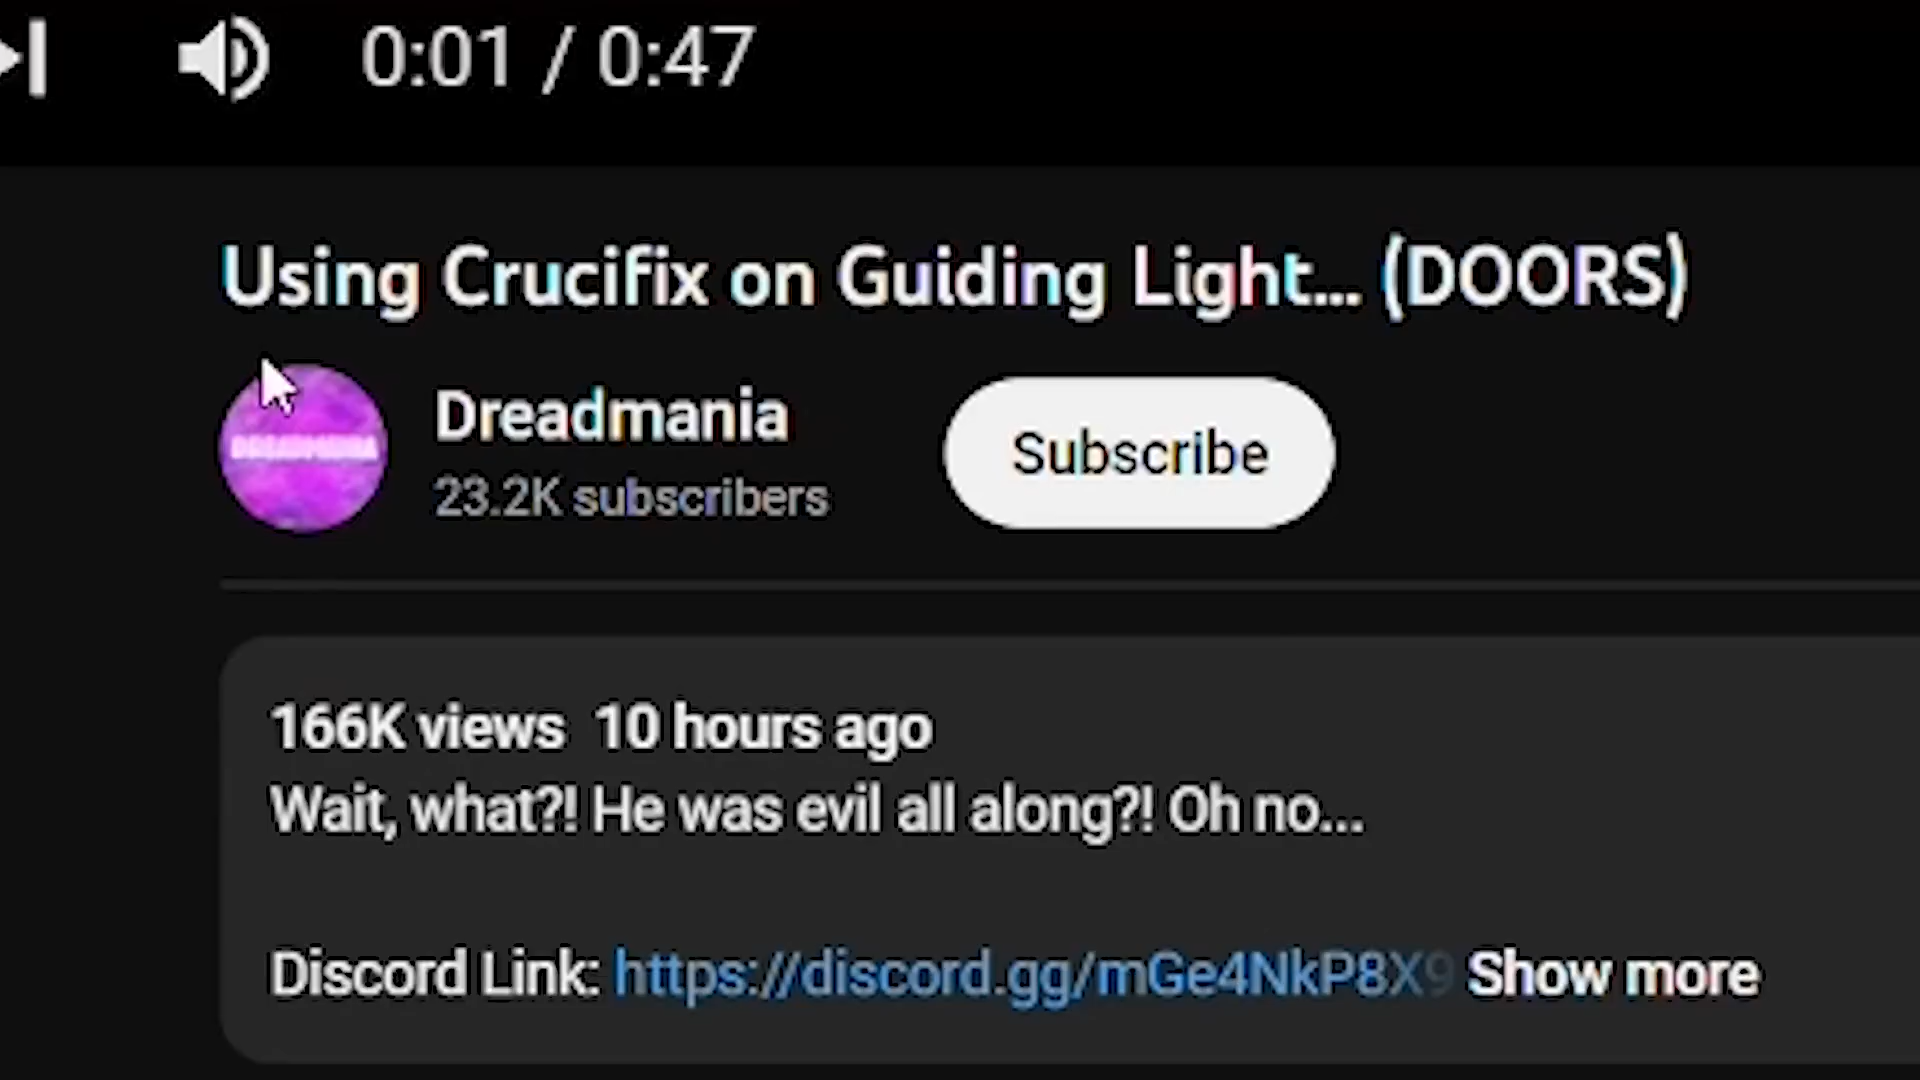 0:01 / 0:47
Using Crucifix on Guiding Light... (DOORS)
DREADMANIA
Dreadmania
Subscribe
23.2K subscribers
166K views 10 hours ago
Wait, what?! He was evil all along?! Oh no...
Discord Link: https://discord.gg/mGe4NkP8X9 Show more